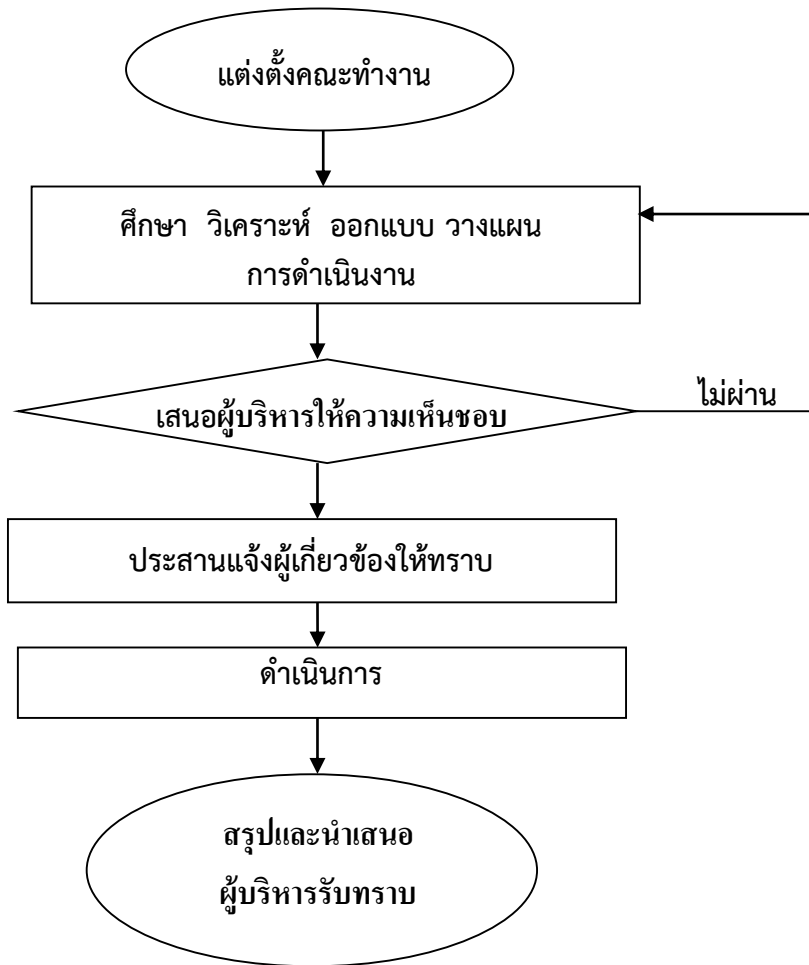 แต่งตั้งคณะทำงาน
ศึกษา วิเคราะห์ ออกแบบ วางแผน
การดำเนินงาน
เสนอผู้บริหารให้ความเห็นชอบ
ไม่ผ่าน
ประสานแจ้งผู้เกี่ยวข้องให้ทราบ
ดำเนินการ
สรุปและนำเสนอ
ผู้บริหารรับทราบ